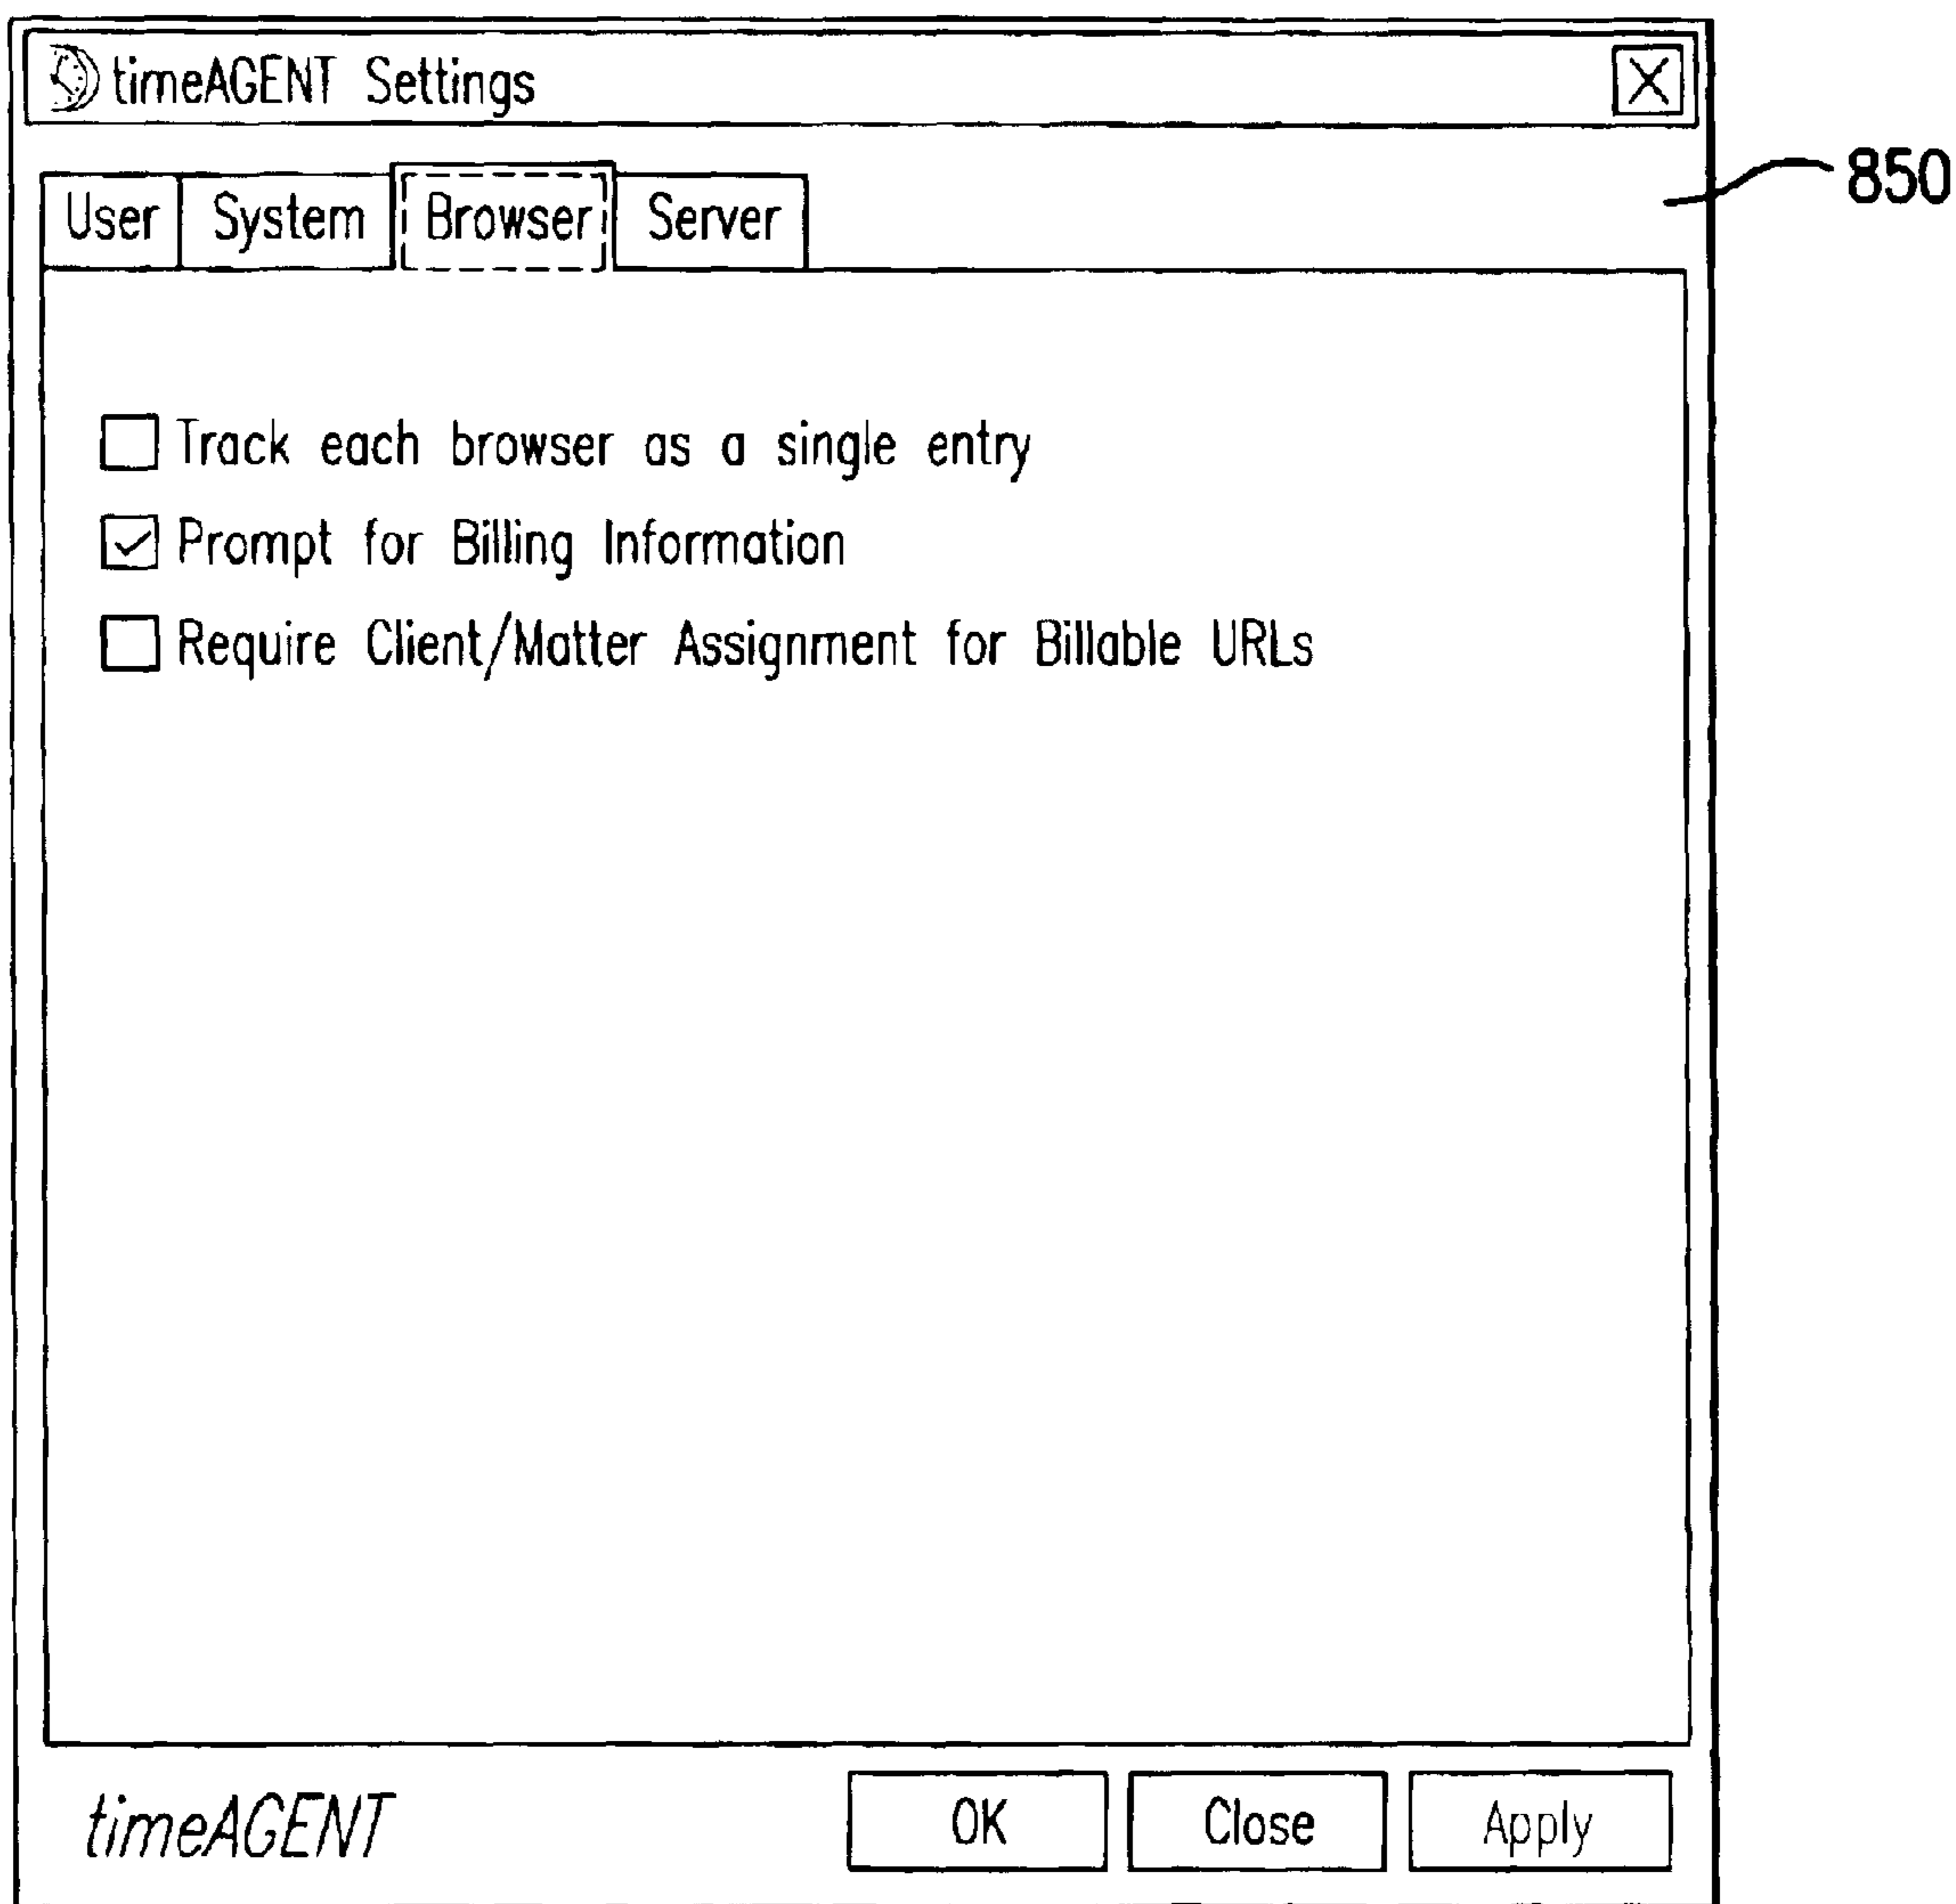 timeAGENT Settings
850
User System Browser Server
Track each browser as a single entry
Prompt for Billing Information
Require Client/Matter Assignment for Billable URLs
timeAGENT OK Close Apply